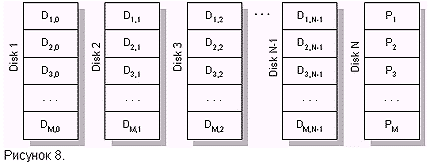 Disk 1
D1,0
D2,0
D3,0
. . .
DM,0
Disk 2
D1,1
D2,1
D3,1
. . .
DM,1
Disk 3
D1,2
D2,2
D3,2
. . .
DM,2
. . .
Disk N-1
D1,N-1
D2,N-1
D3,N-1
. . .
DM,N-1
Disk N
P1
P2
P3
. . .
PM
Рисунок 8.